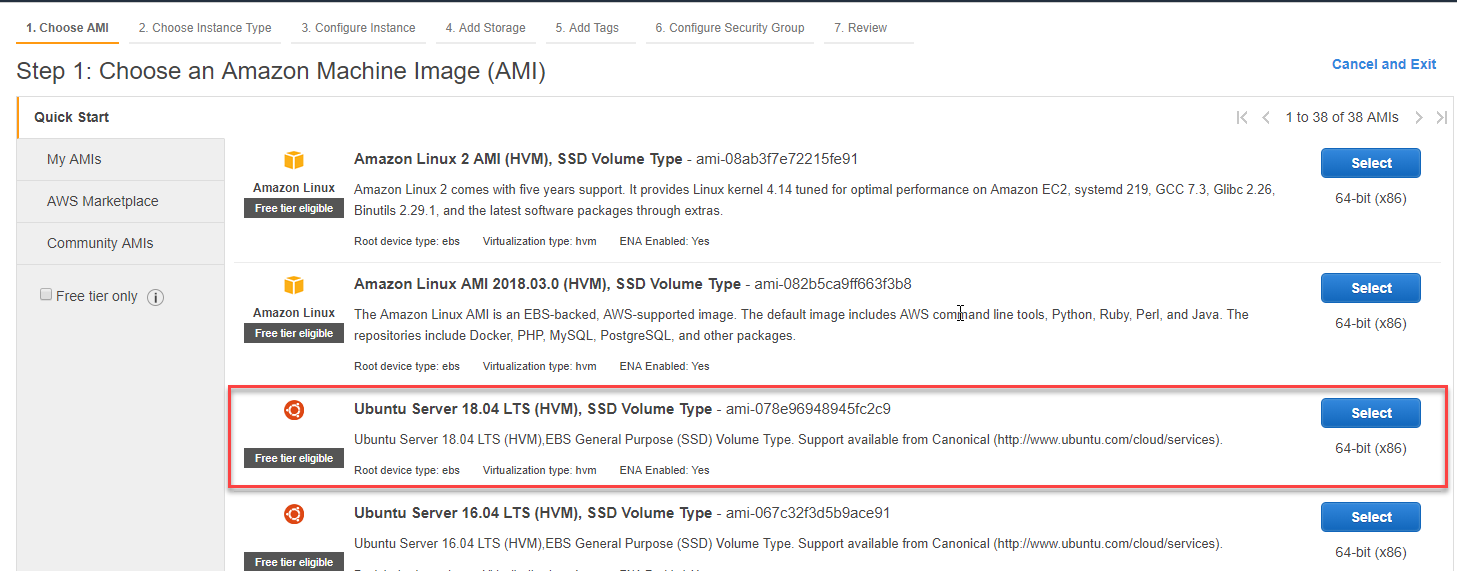 1. Choose AMI 2. Choose Instance Type 3. Configure Instance 4. Add Storage 5. Add Tags 6. Configure Security Group 7. Review
Step 1: Choose an Amazon Machine Image (AMI)
Cancel and Exit
Quick Start
1 to 38 of 38 AMIs
My AMIs
AWS Marketplace
Community AMIs
Free tier only
Amazon Linux
Free tier eligible
Amazon Linux 2 AMI (HVM), SSD Volume Type - ami-08ab3f7e72215fe91
Amazon Linux 2 comes with five years support. It provides Linux kernel 4.14 tuned for optimal performance on Amazon EC2, systemd 219, GCC 7.3, Glibc 2.26,
Binutils 2.29.1, and the latest software packages through extras.
Root device type: ebs Virtualization type: hvm ENA Enabled: Yes
Select
64-bit (x86)
Amazon Linux
Free tier eligible
Amazon Linux AMI 2018.03.0 (HVM), SSD Volume Type - ami-082b5ca9ff663f3b8
The Amazon Linux AMI is an EBS-backed, AWS-supported image. The default image includes AWS command line tools, Python, Ruby, Perl, and Java. The
repositories include Docker, PHP, MySQL, PostgreSQL, and other packages.
Root device type: ebs Virtualization type: hvm ENA Enabled: Yes
Select
64-bit (x86)
Free tier eligible
Ubuntu Server 18.04 LTS (HVM), SSD Volume Type - ami-078e96948945fc2c9
Ubuntu Server 18.04 LTS (HVM),EBS General Purpose (SSD) Volume Type. Support available from Canonical (http://www.ubuntu.com/cloud/services).
Root device type: ebs Virtualization type: hvm ENA Enabled: Yes
Select
64-bit (x86)
Free tier eligible
Ubuntu Server 16.04 LTS (HVM), SSD Volume Type - ami-067c32f3d5b9ace91
Ubuntu Server 16.04 LTS (HVM),EBS General Purpose (SSD) Volume Type. Support available from Canonical (http://www.ubuntu.com/cloud/services).
Select
64-bit (x86)